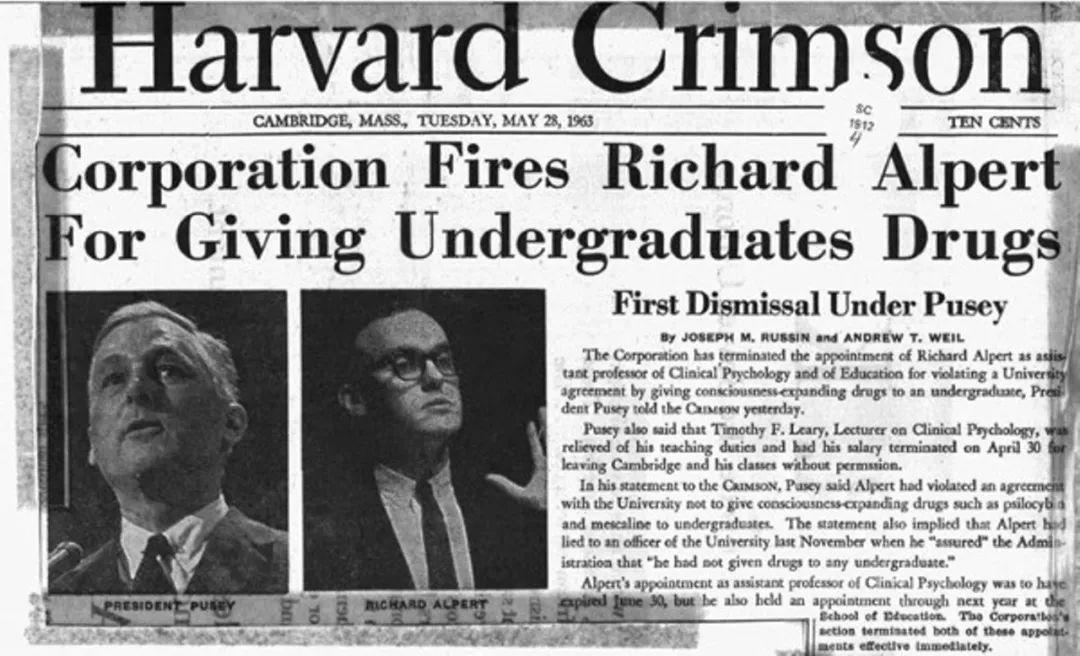 Harvard Crimson
SC
1912
4
CAMBRIDGE, MASS., TUESDAY, MAY 28, 1963
TEN CENTS
Corporation Fires Richard Alpert
For Giving Undergraduates Drugs
PRESIDENT PUSEY
RICHARD ALPERT
First Dismissal Under Pusey
By JOSEPH M. RUSSIN and ANDREW T. WEIL
The Corporation has terminated the appointment of Richard Alpert as assis-
tant professor of Clinical Psychology and of Education for violating a University
agreement by giving consciousness-expanding drugs to an undergraduate, Presi-
dent Pusey told the CRIMSON yesterday.
Pusey also said that Timothy F. Leary, Lecturer on Clinical Psychology, was
relieved of his teaching duties and had his salary terminated on April 30 for
leaving Cambridge and his classes without permssion.
In his statement to the CRIMSON, Pusey said Alpert had violated an agreement
with the University not to give consciousness-expanding drugs such as psilocybin
and mescaline to undergraduates. The statement also implied that Alpert had
lied to an officer of the University last November when he "assured" the Admin-
istration that "he had not given drugs to any undergraduate."
Alpert's appointment as assistant professor of Clinical Psychology was to have
expired June 30, but he also held an appointment through next year at the
School of Education. The Corporation's
action terminated both of these appoint-
ments effective immediately.